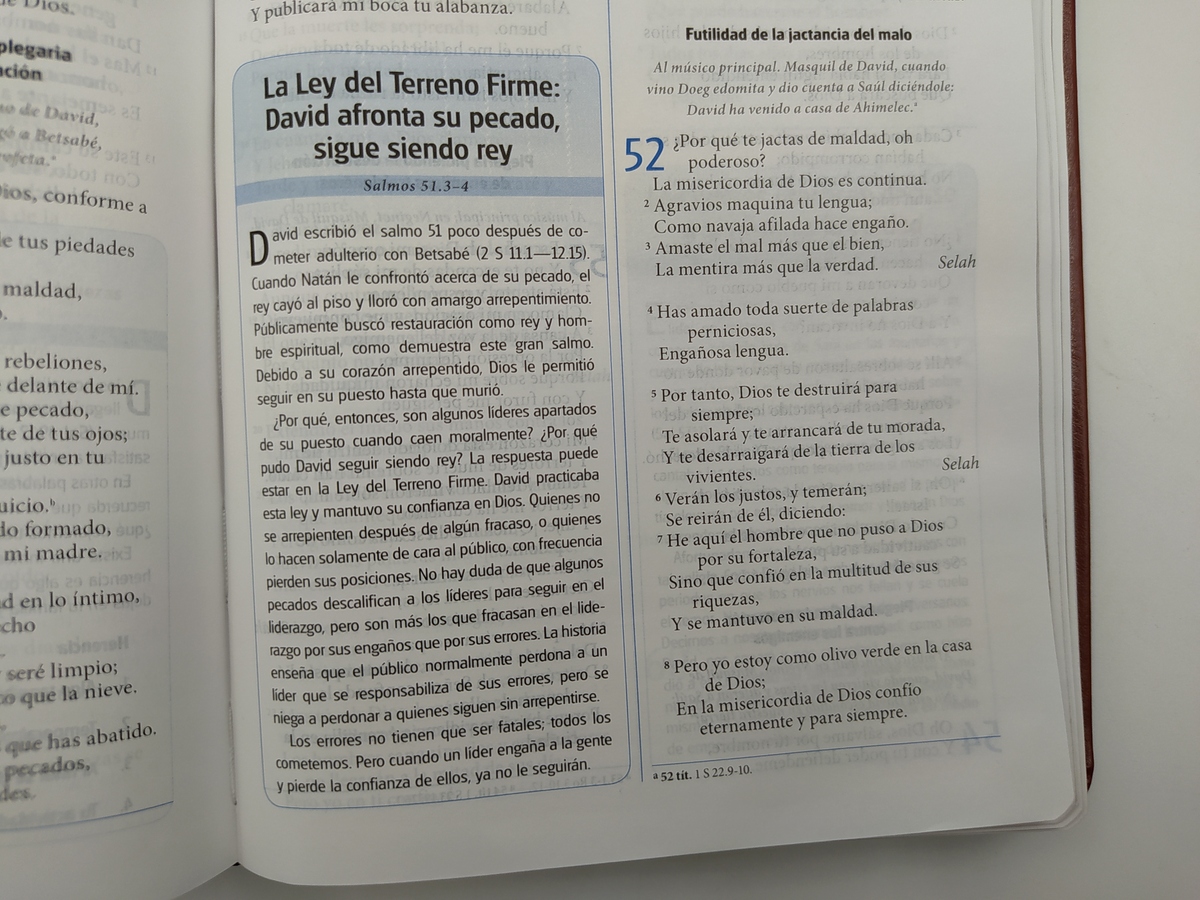 e Dios.
plegaria
ción
o de David,
gó a Betsabé,
rofeta.ª
Dios, conforme a
e tus piedades
maldad,
rebeliones,
delante de mí.
e pecado,
te de tus ojos;
justo en tu
uicio.ᵇ
do formado,
mi madre.
d en lo íntimo,
cho
seré limpio;
o que la nieve.
que has abatido.
pecados,
des.
Y publicará mi boca tu alabanza.
La Ley del Terreno Firme:
David afronta su pecado,
sigue siendo rey
Salmos 51.3–4
David escribió el salmo 51 poco después de co-
meter adulterio con Betsabé (2 S 11.1—12.15).
Cuando Natán le confrontó acerca de su pecado, el
rey cayó al piso y lloró con amargo arrepentimiento.
Públicamente buscó restauración como rey y hom-
bre espiritual, como demuestra este gran salmo.
Debido a su corazón arrepentido, Dios le permitió
seguir en su puesto hasta que murió.
¿Por qué, entonces, son algunos líderes apartados
de su puesto cuando caen moralmente? ¿Por qué
pudo David seguir siendo rey? La respuesta puede
estar en la Ley del Terreno Firme. David practicaba
esta ley y mantuvo su confianza en Dios. Quienes no
se arrepienten después de algún fracaso, o quienes
lo hacen solamente de cara al público, con frecuencia
pierden sus posiciones. No hay duda de que algunos
pecados descalifican a los líderes para seguir en el
liderazgo, pero son más los que fracasan en el lide-
razgo por sus engaños que por sus errores. La historia
enseña que el público normalmente perdona a un
líder que se responsabiliza de sus errores, pero se
niega a perdonar a quienes siguen sin arrepentirse.
Los errores no tienen que ser fatales; todos los
cometemos. Pero cuando un líder engaña a la gente
y pierde la confianza de ellos, ya no le seguirán.
Futilidad de la jactancia del malo
Al músico principal. Masquil de David, cuando
vino Doeg edomita y dio cuenta a Saúl diciéndole:
David ha venido a casa de Ahimelec.ª
52 ¿Por qué te jactas de maldad, oh
poderoso?
La misericordia de Dios es continua.
² Agravios maquina tu lengua;
Como navaja afilada hace engaño.
³ Amaste el mal más que el bien,
La mentira más que la verdad. Selah
⁴ Has amado toda suerte de palabras
perniciosas,
Engañosa lengua.
⁵ Por tanto, Dios te destruirá para
siempre;
Te asolará y te arrancará de tu morada,
Y te desarraigará de la tierra de los
vivientes. Selah
⁶ Verán los justos, y temerán;
Se reirán de él, diciendo:
⁷ He aquí el hombre que no puso a Dios
por su fortaleza,
Sino que confió en la multitud de sus
riquezas,
Y se mantuvo en su maldad.
⁸ Pero yo estoy como olivo verde en la casa
de Dios;
En la misericordia de Dios confío
eternamente y para siempre.
ª 52 tít. 1 S 22.9-10.